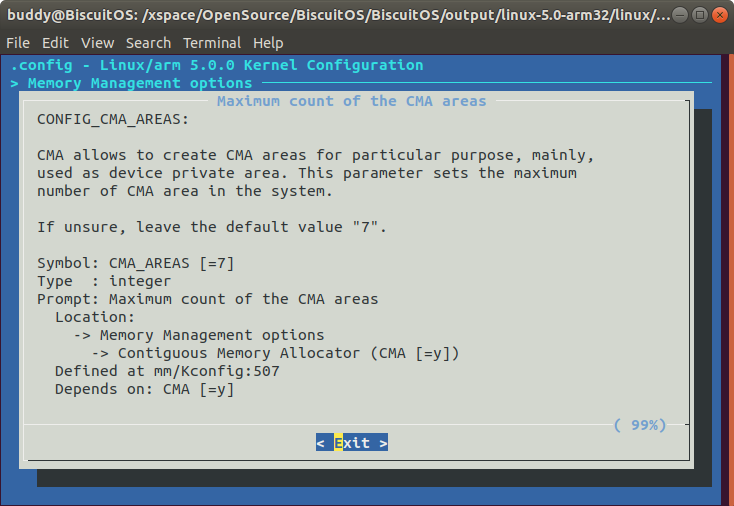 buddy@BiscuitOS: /xspace/OpenSource/BiscuitOS/BiscuitOS/output/linux-5.0-arm32/linux/...
File Edit View Search Terminal Help
.config - Linux/arm 5.0.0 Kernel Configuration
> Memory Management options
Maximum count of the CMA areas
CONFIG_CMA_AREAS:
CMA allows to create CMA areas for particular purpose, mainly,
used as device private area. This parameter sets the maximum
number of CMA area in the system.
If unsure, leave the default value "7".
Symbol: CMA_AREAS [=7]
Type  : integer
Prompt: Maximum count of the CMA areas
Location:
-> Memory Management options
-> Contiguous Memory Allocator (CMA [=y])
Defined at mm/Kconfig:507
Depends on: CMA [=y]
( 99%)
< Exit >